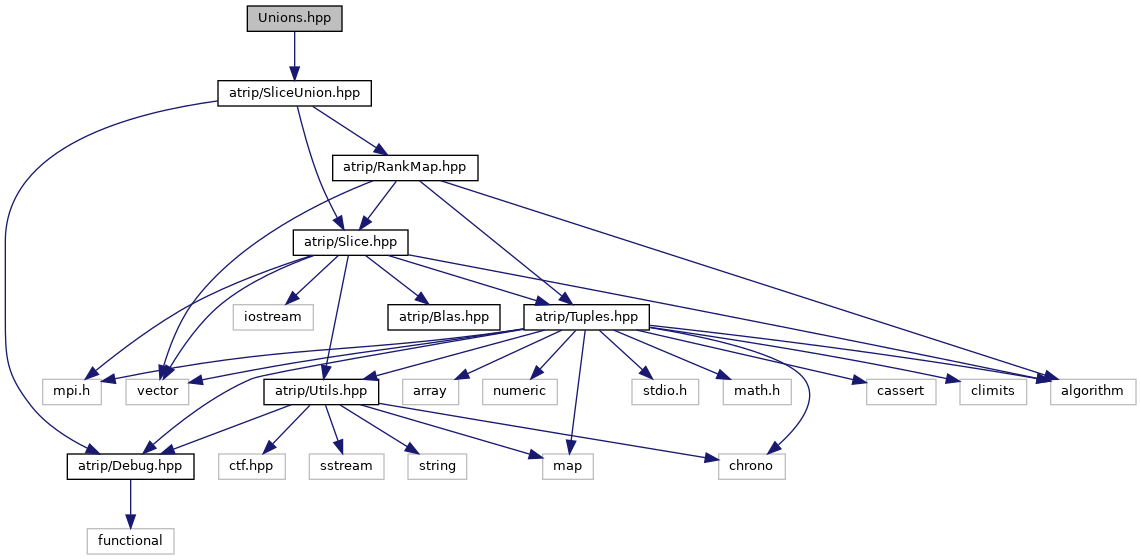 Unions.hpp
atrip/SliceUnion.hpp
atrip/RankMap.hpp
atrip/Slice.hpp
iostream
atrip/Blas.hpp
atrip/Tuples.hpp
mpi.h
vector
atrip/Utils.hpp
array
numeric
stdio.h
math.h
cassert
climits
algorithm
atrip/Debug.hpp
ctf.hpp
sstream
string
map
chrono
functional